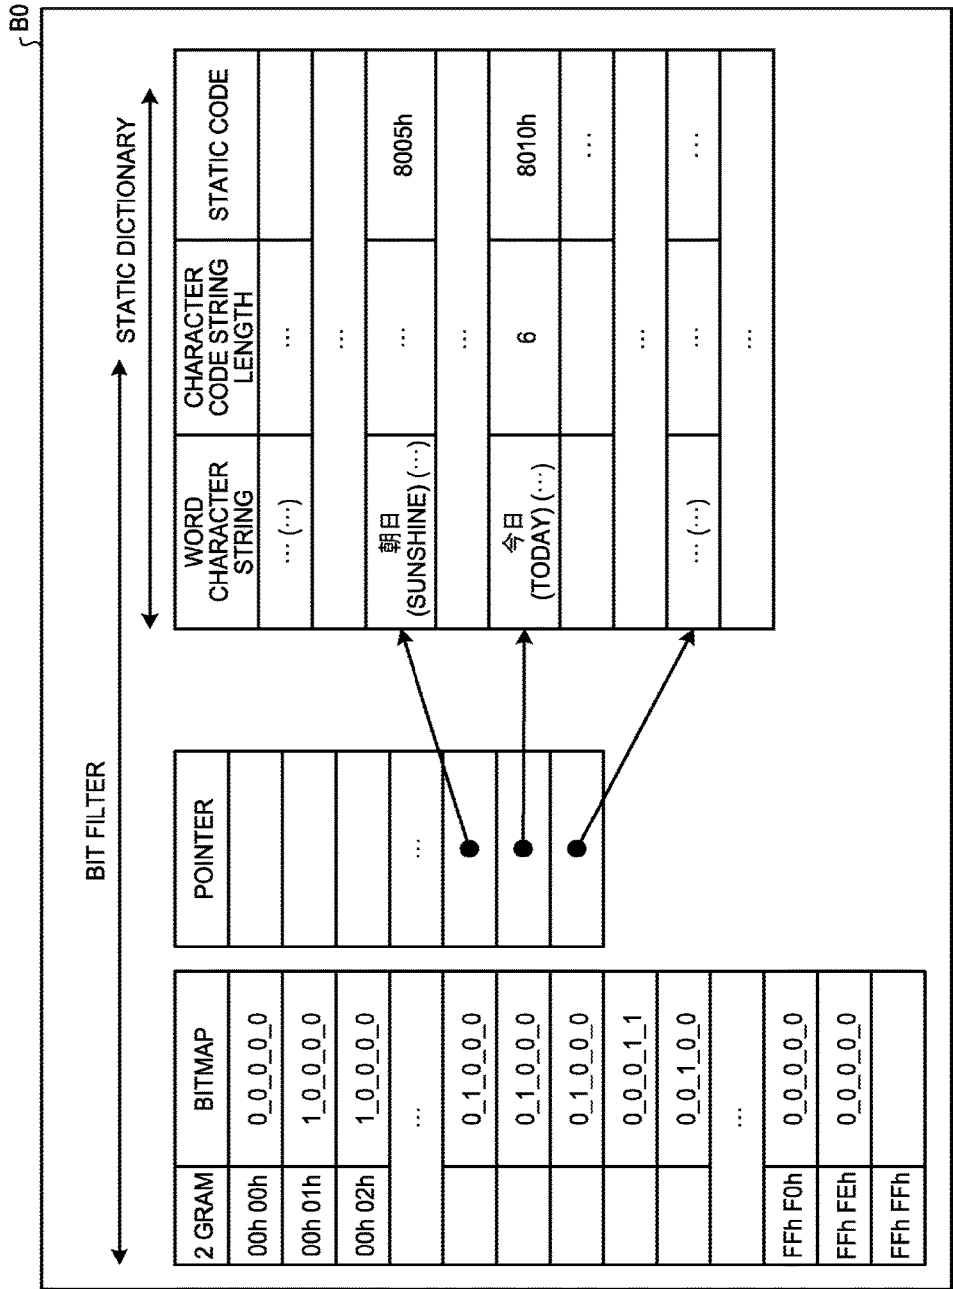 B0
BIT FILTER
STATIC DICTIONARY
2 GRAM
BITMAP
00h 00h
0_0_0_0_0
00h 01h
1_0_0_0_0
00h 02h
1_0_0_0_0
...
0_1_0_0_0
0_1_0_0_0
0_1_0_0_0
0_0_0_1_1
0_0_1_0_0
...
FFh F0h
0_0_0_0_0
FFh FEh
0_0_0_0_0
FFh FFh
POINTER
...
WORD
CHARACTER
STRING
CHARACTER
CODE STRING
LENGTH
STATIC CODE
... (...)
...
...
朝日
(SUNSHINE) (...)
...
8005h
...
今日
(TODAY) (...)
6
8010h
...
...
... (...)
...
...
...